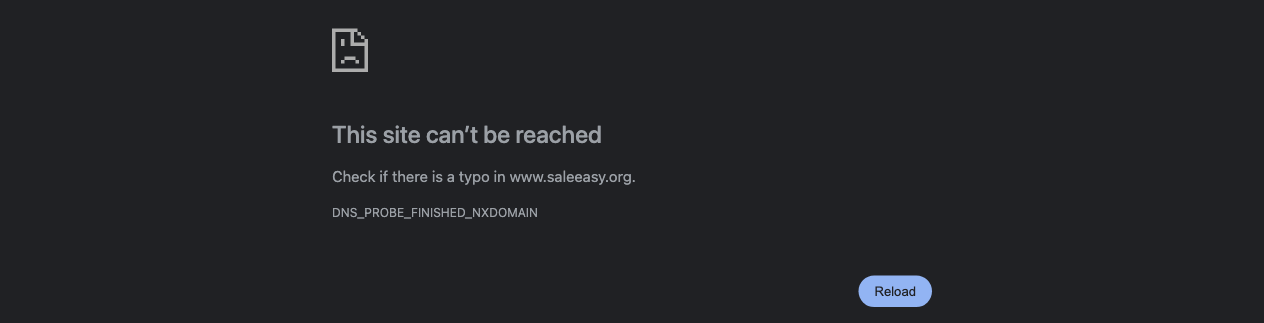 This site can’t be reached
Check if there is a typo in www.saleeasy.org.
DNS_PROBE_FINISHED_NXDOMAIN
Reload